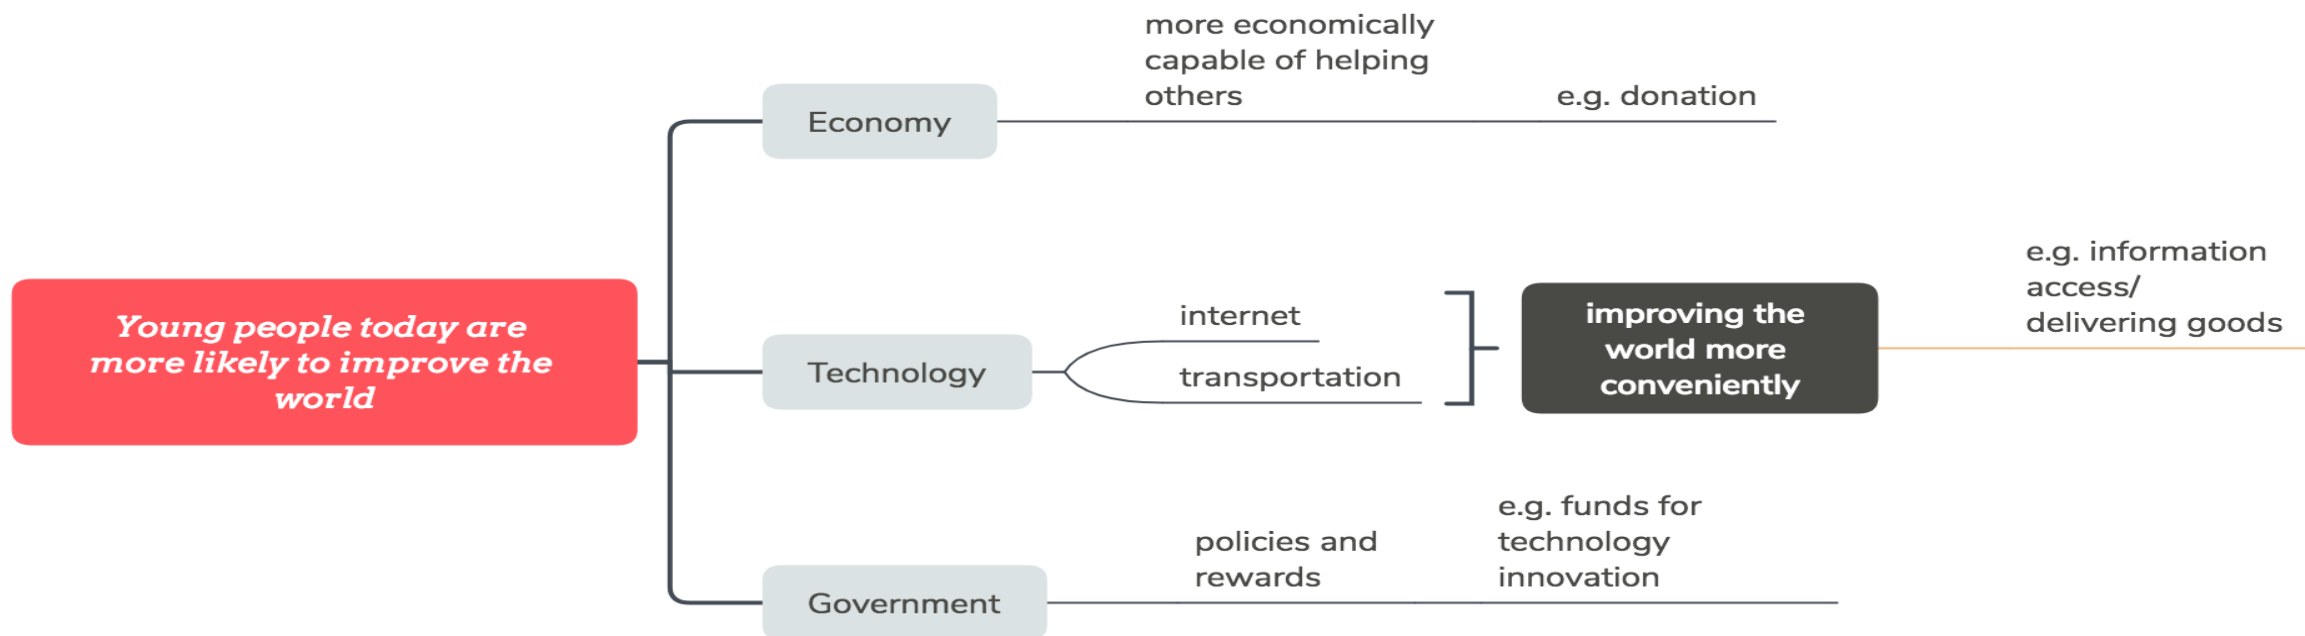 more economically
capable of helping
others
e.g. donation
Economy
Young people today are
more likely to improve the
world
Technology
internet
transportation
improving the
world more
conveniently
e.g. information
access/
delivering goods
Government
policies and
rewards
e.g. funds for
technology
innovation